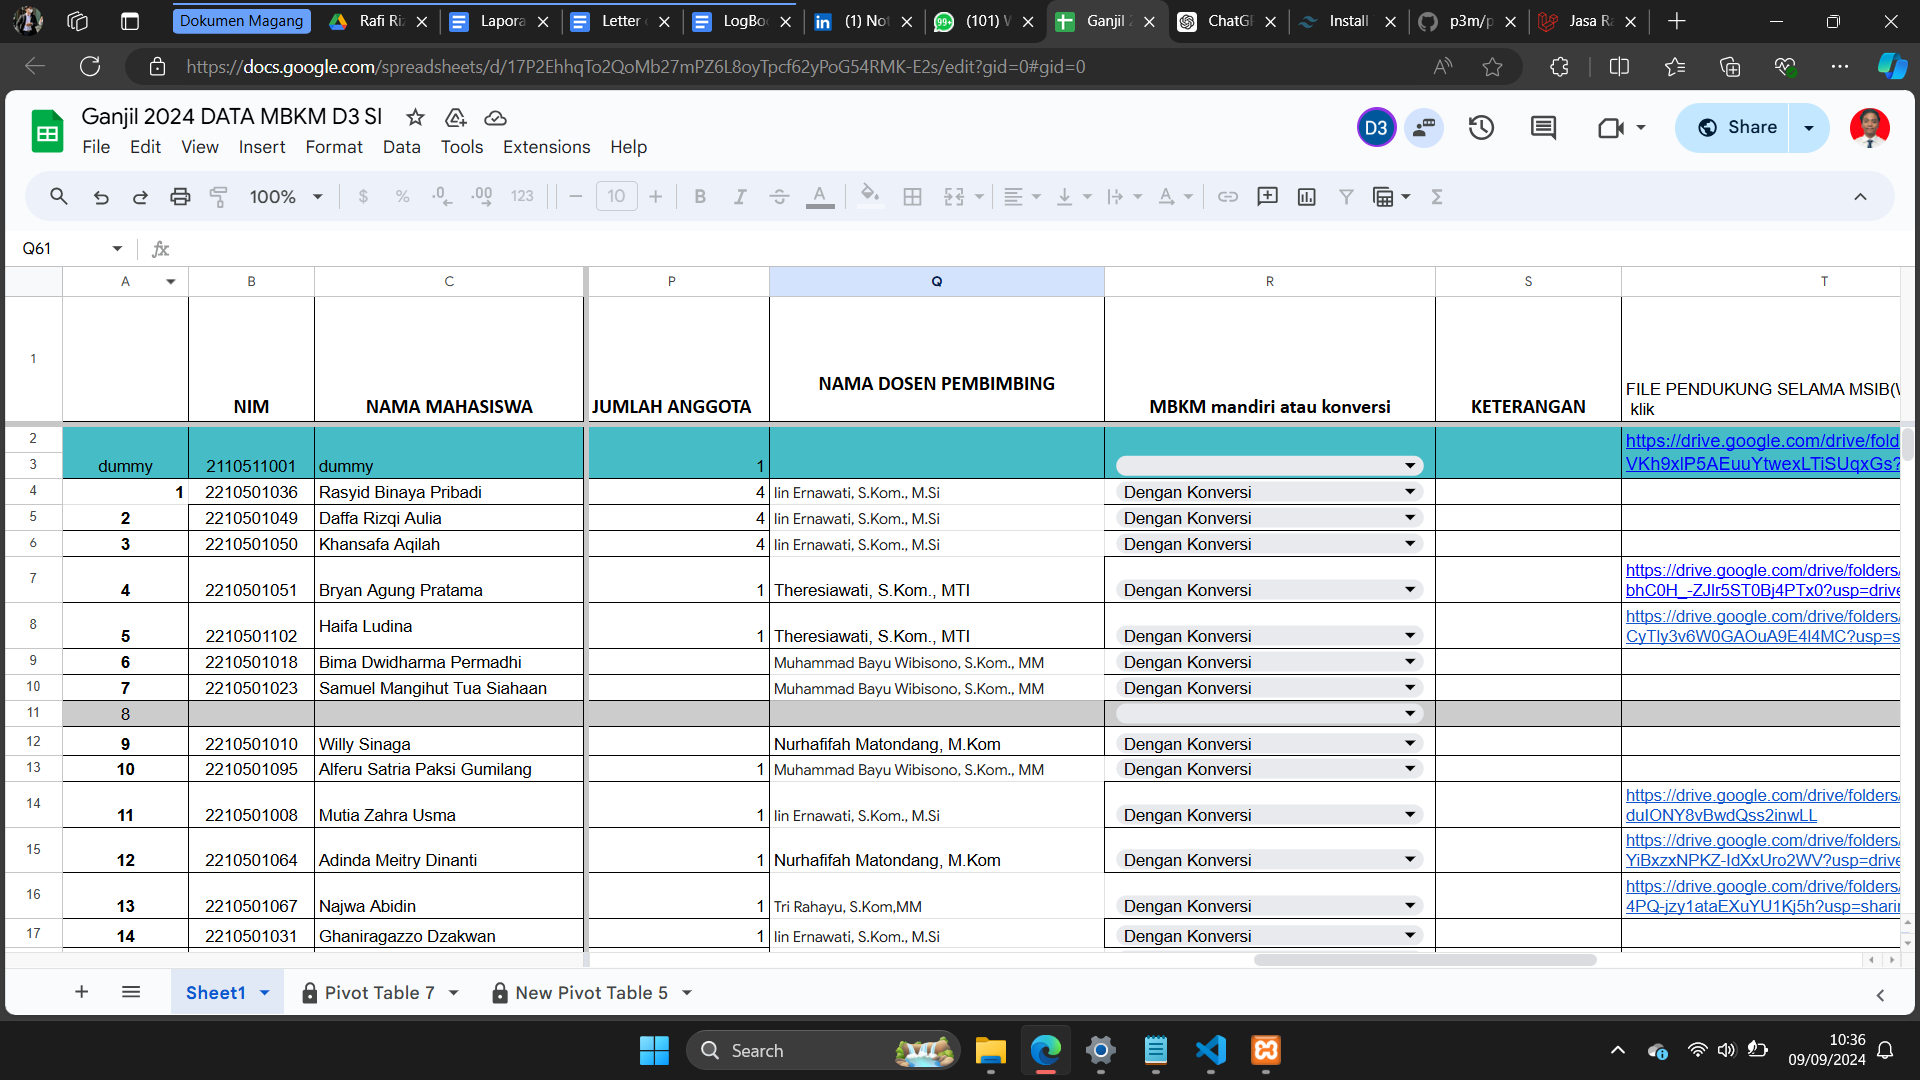 Dokumen Magang
Rafi Riz
Lapora
Letter
LogBoo
(1) Not
99+
(101) W
Ganjil 2
ChatGP
Install
p3m/p
Jasa Ra
https://docs.google.com/spreadsheets/d/17P2EhhqTo2QoMb27mPZ6L8oyTpcf62yPoG54RMK-E2s/edit?gid=0#gid=0
Ganjil 2024 DATA MBKM D3 SI
D3
Share
File Edit View Insert Format Data Tools Extensions Help
100% $ % .0 .00 123 10 B I A
Q61
fx
A B C P Q R S T
1 NIM NAMA MAHASISWA JUMLAH ANGGOTA NAMA DOSEN PEMBIMBING MBKM mandiri atau konversi KETERANGAN FILE PENDUKUNG SELAMA MSIB(W
klik
2 https://drive.google.com/drive/fold
3 dummy 2110511001 dummy 1 VKh9xlP5AEuuYtwexLTiSUqxGs?
4 1 2210501036 Rasyid Binaya Pribadi 4 Iin Ernawati, S.Kom., M.Si Dengan Konversi
5 2 2210501049 Daffa Rizqi Aulia 4 Iin Ernawati, S.Kom., M.Si Dengan Konversi
6 3 2210501050 Khansafa Aqilah 4 Iin Ernawati, S.Kom., M.Si Dengan Konversi
7 https://drive.google.com/drive/folders/
4 2210501051 Bryan Agung Pratama 1 Theresiawati, S.Kom., MTI Dengan Konversi bhC0H_-ZJlr5ST0Bj4PTx0?usp=drive
8 Haifa Ludina https://drive.google.com/drive/folders/
5 2210501102 1 Theresiawati, S.Kom., MTI Dengan Konversi CyTly3v6W0GAOuA9E4I4MC?usp=s
9 6 2210501018 Bima Dwidharma Permadhi Muhammad Bayu Wibisono, S.Kom., MM Dengan Konversi
10 7 2210501023 Samuel Mangihut Tua Siahaan Muhammad Bayu Wibisono, S.Kom., MM Dengan Konversi
11 8
12 9 2210501010 Willy Sinaga Nurhafifah Matondang, M.Kom Dengan Konversi
13 10 2210501095 Alferu Satria Paksi Gumilang 1 Muhammad Bayu Wibisono, S.Kom., MM Dengan Konversi
14 https://drive.google.com/drive/folders/
11 2210501008 Mutia Zahra Usma 1 Iin Ernawati, S.Kom., M.Si Dengan Konversi duIONY8vBwdQss2inwLL
15 https://drive.google.com/drive/folders/
12 2210501064 Adinda Meitry Dinanti 1 Nurhafifah Matondang, M.Kom Dengan Konversi YiBxzxNPKZ-IdXxUro2WV?usp=drive
16 https://drive.google.com/drive/folders/
13 2210501067 Najwa Abidin 1 Tri Rahayu, S.Kom,MM Dengan Konversi 4PQ-jzy1ataEXuYU1Kj5h?usp=sharin
17 14 2210501031 Ghaniragazzo Dzakwan 1 Iin Ernawati, S.Kom., M.Si Dengan Konversi
Sheet1 Pivot Table 7 New Pivot Table 5
Search
10:36
09/09/2024